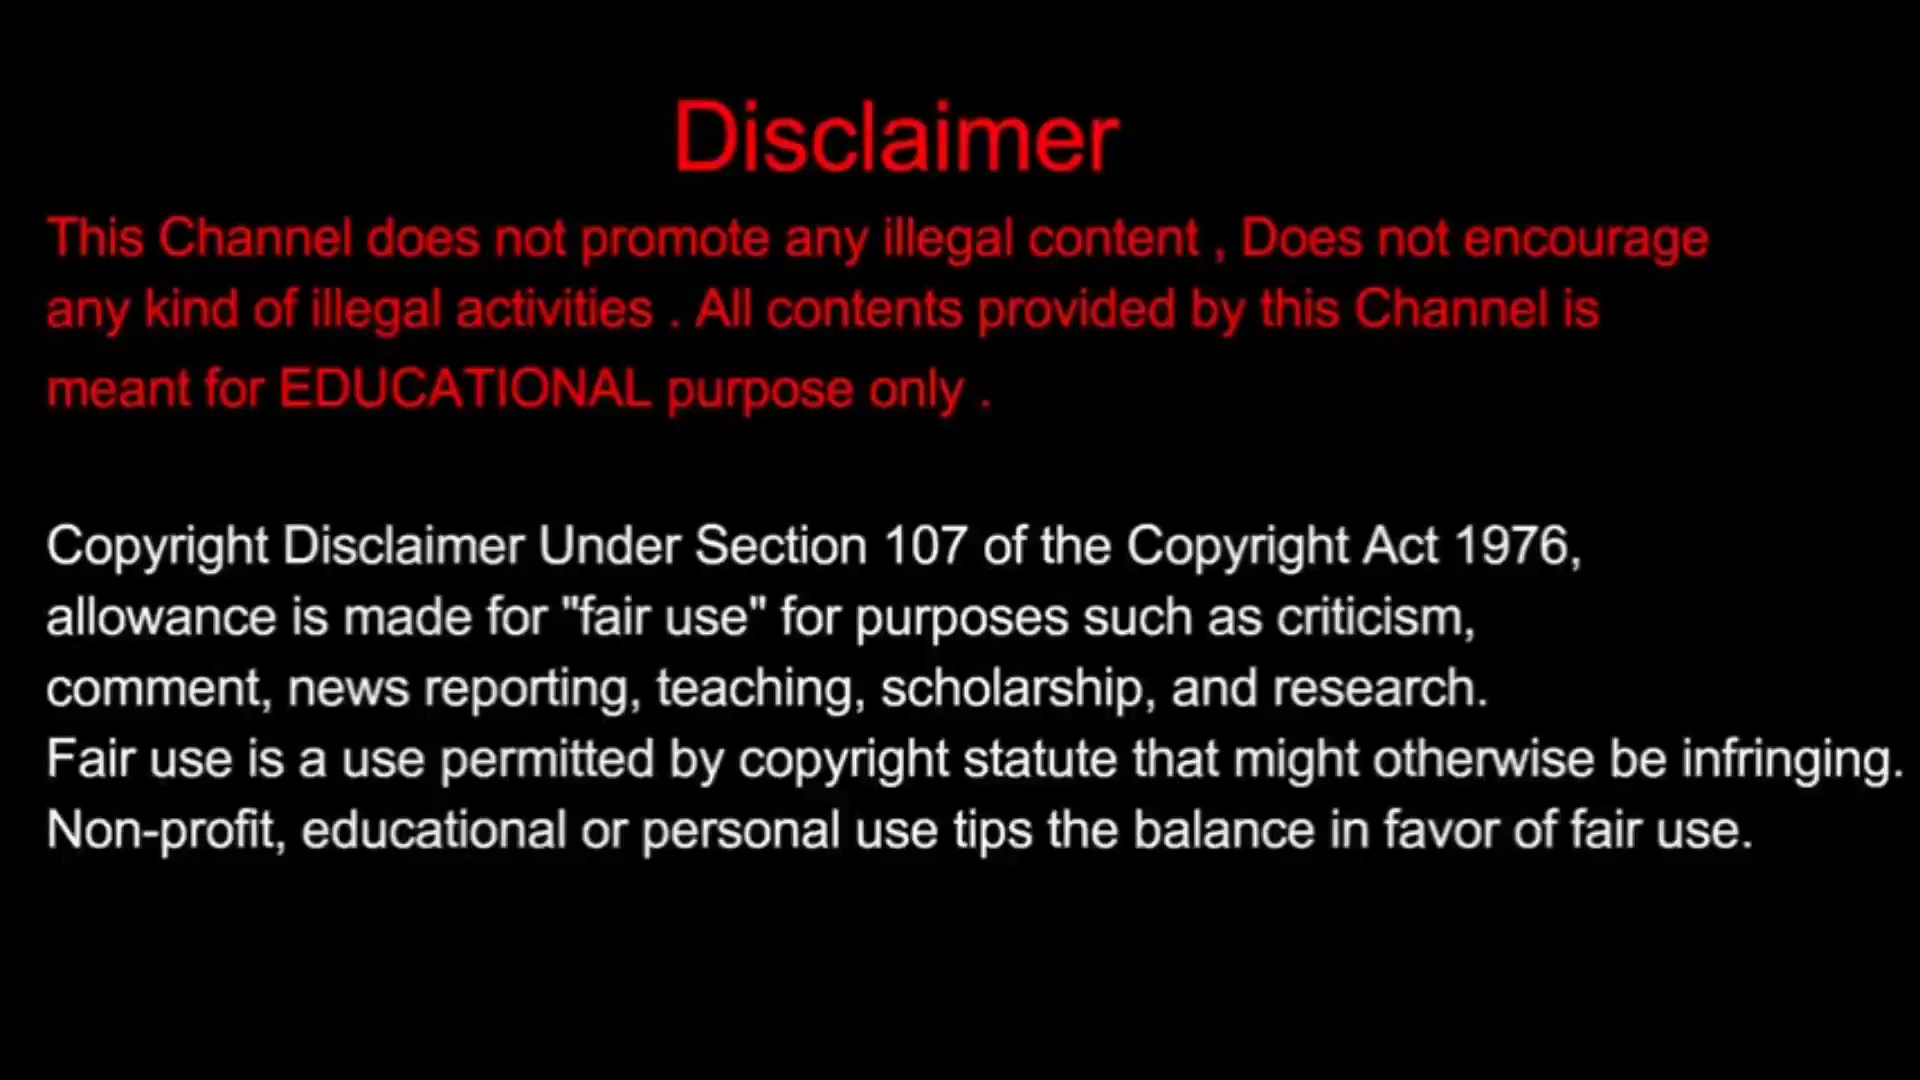 Disclaimer
This Channel does not promote any illegal content , Does not encourage
any kind of illegal activities . All contents provided by this Channel is
meant for EDUCATIONAL purpose only .
Copyright Disclaimer Under Section 107 of the Copyright Act 1976,
allowance is made for "fair use" for purposes such as criticism,
comment, news reporting, teaching, scholarship, and research.
Fair use is a use permitted by copyright statute that might otherwise be infringing.
Non-profit, educational or personal use tips the balance in favor of fair use.